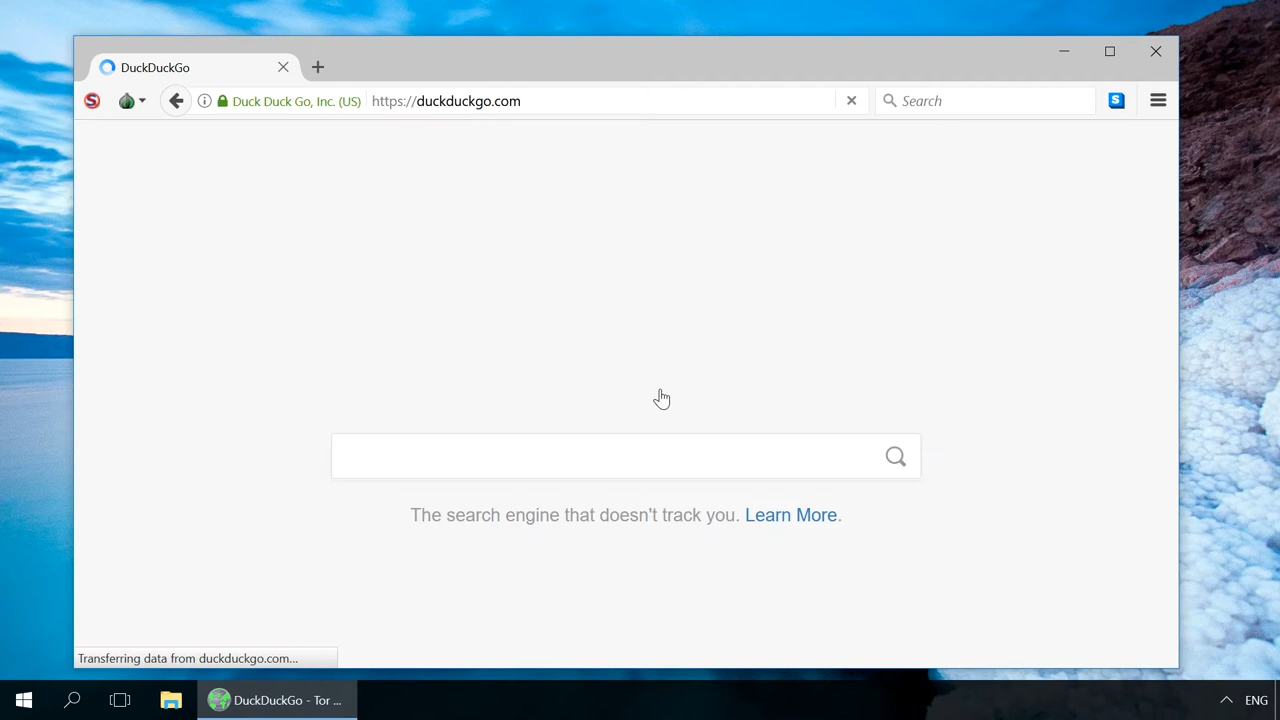 DuckDuckGo
S
Duck Duck Go, Inc. (US)
https://duckduckgo.com
Search
S
The search engine that doesn't track you. Learn More.
Transferring data from duckduckgo.com...
DuckDuckGo - Tor ...
ENG